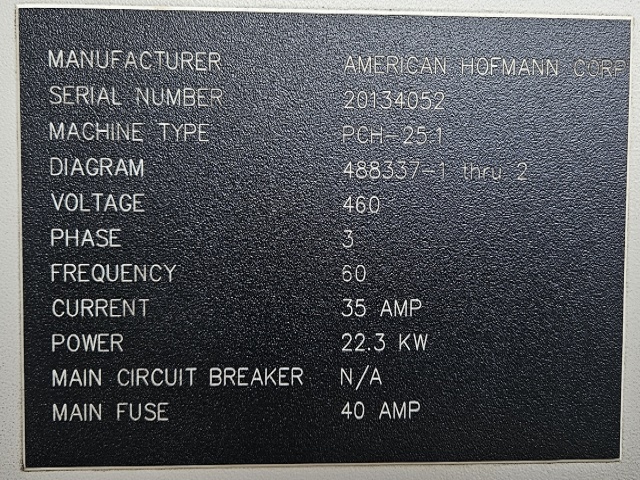 MANUFACTURER AMERICAN HOFMANN CORP
SERIAL NUMBER 20134052
MACHINE TYPE PCH-25.1
DIAGRAM 488337-1 thru 2
VOLTAGE 460
PHASE 3
FREQUENCY 60
CURRENT 35 AMP
POWER 22.3 KW
MAIN CIRCUIT BREAKER N/A
MAIN FUSE 40 AMP